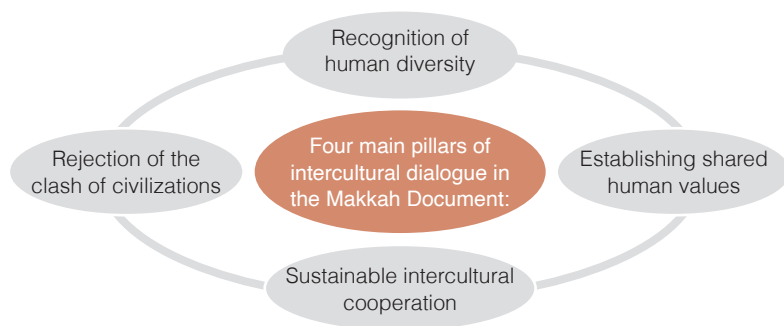 Recognition of
human diversity
Four main pillars of
intercultural dialogue in
the Makkah Document:
Rejection of the
clash of civilizations
Establishing shared
human values
Sustainable intercultural
cooperation